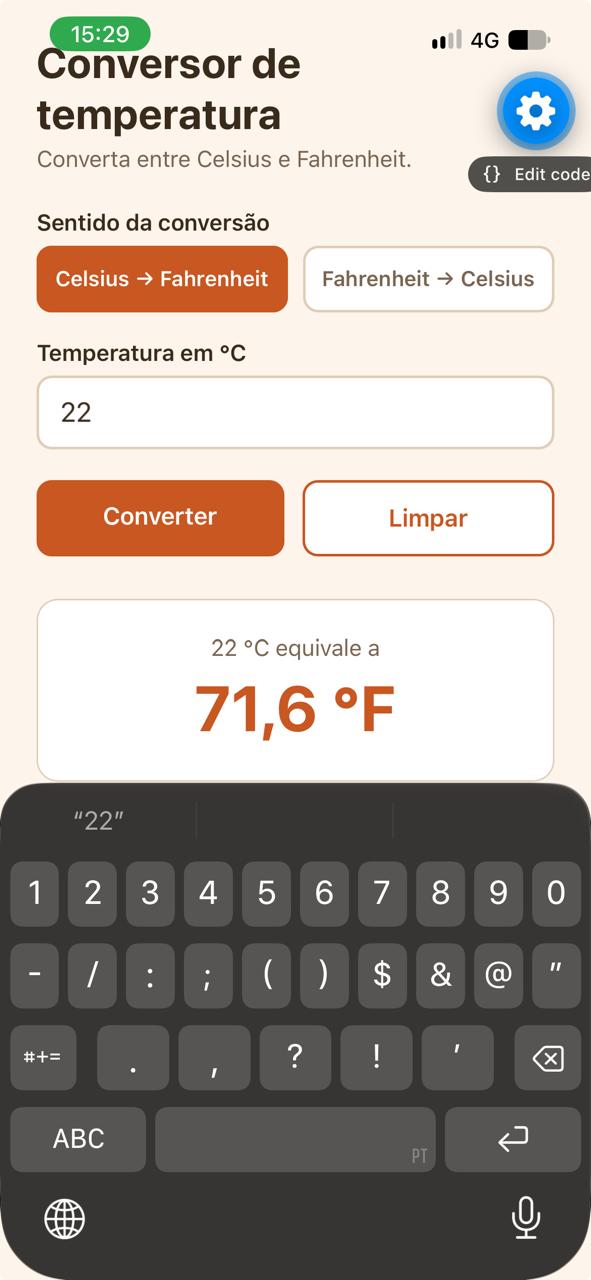 15:29
4G
Conversor de
temperatura
Converta entre Celsius e Fahrenheit.
{} Edit code
Sentido da conversão
Celsius → Fahrenheit
Fahrenheit → Celsius
Temperatura em °C
22
Converter
Limpar
22 °C equivale a
71,6 °F
“22”
1 2 3 4 5 6 7 8 9 0
- / : ; ( ) $ & @ "
#+= . , ? ! '
ABC
PT